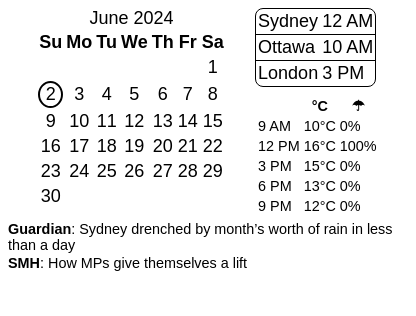 June 2024
Su Mo Tu We Th Fr Sa
1
2 3 4 5 6 7 8
9 10 11 12 13 14 15
16 17 18 19 20 21 22
23 24 25 26 27 28 29
30
Sydney 12 AM
Ottawa 10 AM
London 3 PM
°C ☂
9 AM 10°C 0%
12 PM 16°C 100%
3 PM 15°C 0%
6 PM 13°C 0%
9 PM 12°C 0%
Guardian: Sydney drenched by month’s worth of rain in less
than a day
SMH: How MPs give themselves a lift